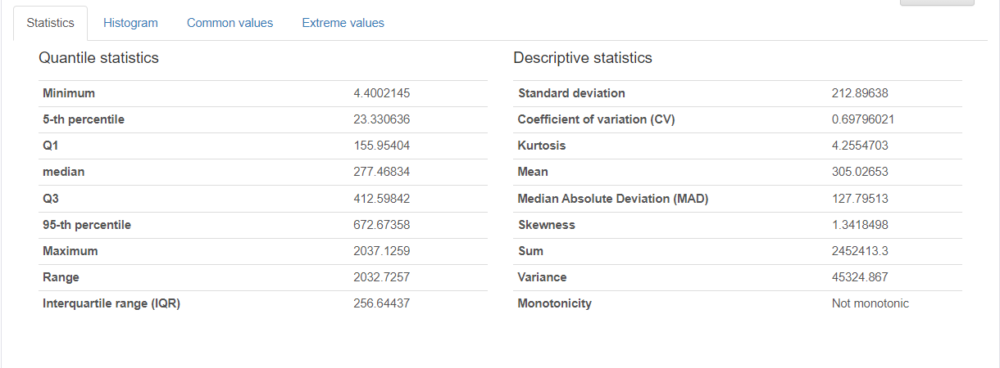 Statistics Histogram Common values Extreme values
Quantile statistics
Minimum 4.4002145
5-th percentile 23.330636
Q1 155.95404
median 277.46834
Q3 412.59842
95-th percentile 672.67358
Maximum 2037.1259
Range 2032.7257
Interquartile range (IQR) 256.64437
Descriptive statistics
Standard deviation 212.89638
Coefficient of variation (CV) 0.69796021
Kurtosis 4.2554703
Mean 305.02653
Median Absolute Deviation (MAD) 127.79513
Skewness 1.3418498
Sum 2452413.3
Variance 45324.867
Monotonicity Not monotonic